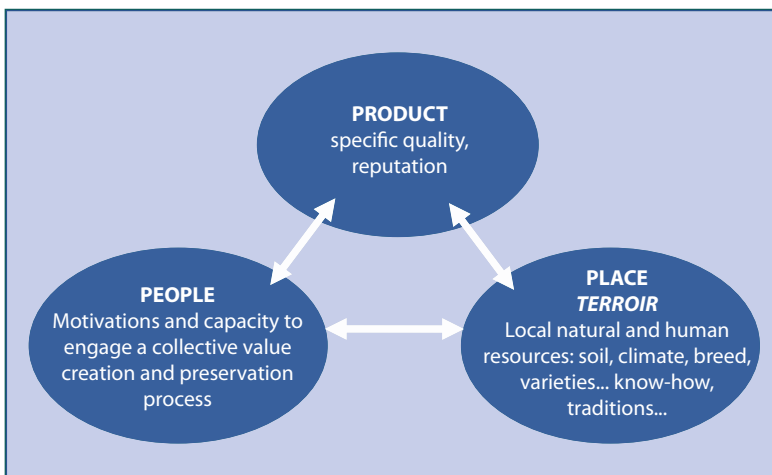 PRODUCT
specific quality,
reputation
PEOPLE
Motivations and capacity to
engage a collective value
creation and preservation
process
PLACE
TERROIR
Local natural and human
resources: soil, climate, breed,
varieties... know-how,
traditions...